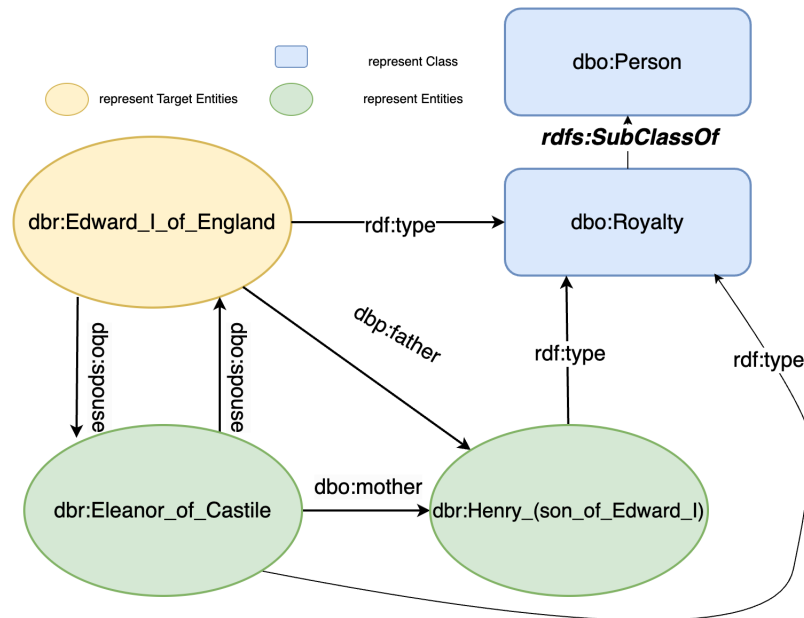 dbo:Person
represent Class
represent Target Entities
represent Entities
rdfs:SubClassOf
dbr:Edward_I_of_England
rdf:type
dbo:Royalty
dbo:spouse
dbo:spouse
dbp:father
rdf:type
rdf:type
dbo:mother
dbr:Eleanor_of_Castile
dbr:Henry_(son_of_Edward_I)